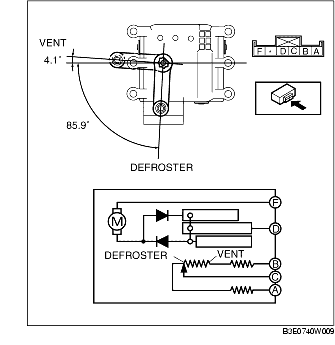 VENT
4.1°
85.9°
DEFROSTER
F · D C B A
M
F
D
DEFROSTER VENT
B
C
A
B3E0740W009